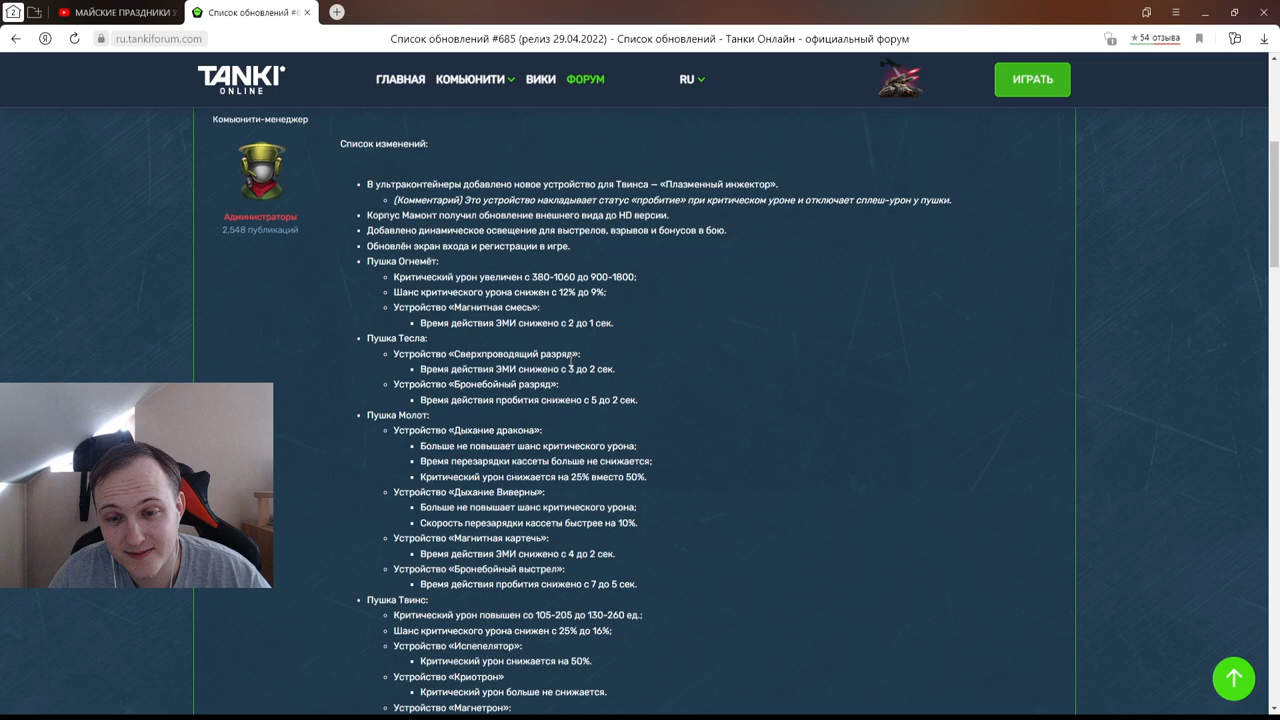 2
МАЙСКИЕ ПРАЗДНИКИ У
Список обновлений #6
ru.tankiforum.com
Список обновлений #685 (релиз 29.04.2022) - Список обновлений - Танки Онлайн - официальный форум
54 отзыва
TANKI
ONLINE
ГЛАВНАЯ
КОМЬЮНИТИ
ВИКИ
ФОРУМ
RU
ИГРАТЬ
Комьюнити-менеджер
Администраторы
2,548 публикаций
Список изменений:
В ультраконтейнеры добавлено новое устройство для Твинса — «Плазменный инжектор».
(Комментарий) Это устройство накладывает статус «пробитие» при критическом уроне и отключает сплеш-урон у пушки.
Корпус Мамонт получил обновление внешнего вида до HD версии.
Добавлено динамическое освещение для выстрелов, взрывов и бонусов в бою.
Обновлён экран входа и регистрации в игре.
Пушка Огнемёт:
Критический урон увеличен с 380-1060 до 900-1800;
Шанс критического урона снижен с 12% до 9%;
Устройство «Магнитная смесь»:
Время действия ЭМИ снижено с 2 до 1 сек.
Пушка Тесла:
Устройство «Сверхпроводящий разряд»:
Время действия ЭМИ снижено с 3 до 2 сек.
Устройство «Бронебойный разряд»:
Время действия пробития снижено с 5 до 2 сек.
Пушка Молот:
Устройство «Дыхание дракона»:
Больше не повышает шанс критического урона;
Время перезарядки кассеты больше не снижается;
Критический урон снижается на 25% вместо 50%.
Устройство «Дыхание Виверны»:
Больше не повышает шанс критического урона;
Скорость перезарядки кассеты быстрее на 10%.
Устройство «Магнитная картечь»:
Время действия ЭМИ снижено с 4 до 2 сек.
Устройство «Бронебойный выстрел»:
Время действия пробития снижено с 7 до 5 сек.
Пушка Твинс:
Критический урон повышен со 105-205 до 130-260 ед.;
Шанс критического урона снижен с 25% до 16%;
Устройство «Испепелятор»:
Критический урон снижается на 50%.
Устройство «Криотрон»
Критический урон больше не снижается.
Устройство «Магнетрон»: